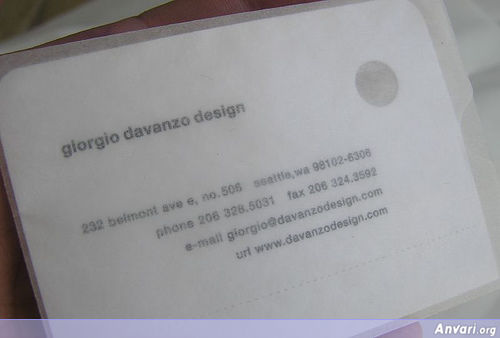 giorgio davanzo design
232 belmont ave e, no.506 seattle,wa 98102-6306
phone 206 328.5031 fax 206 324.3592
e-mail giorgio@davanzodesign.com
url www.davanzodesign.com
Anvari.org